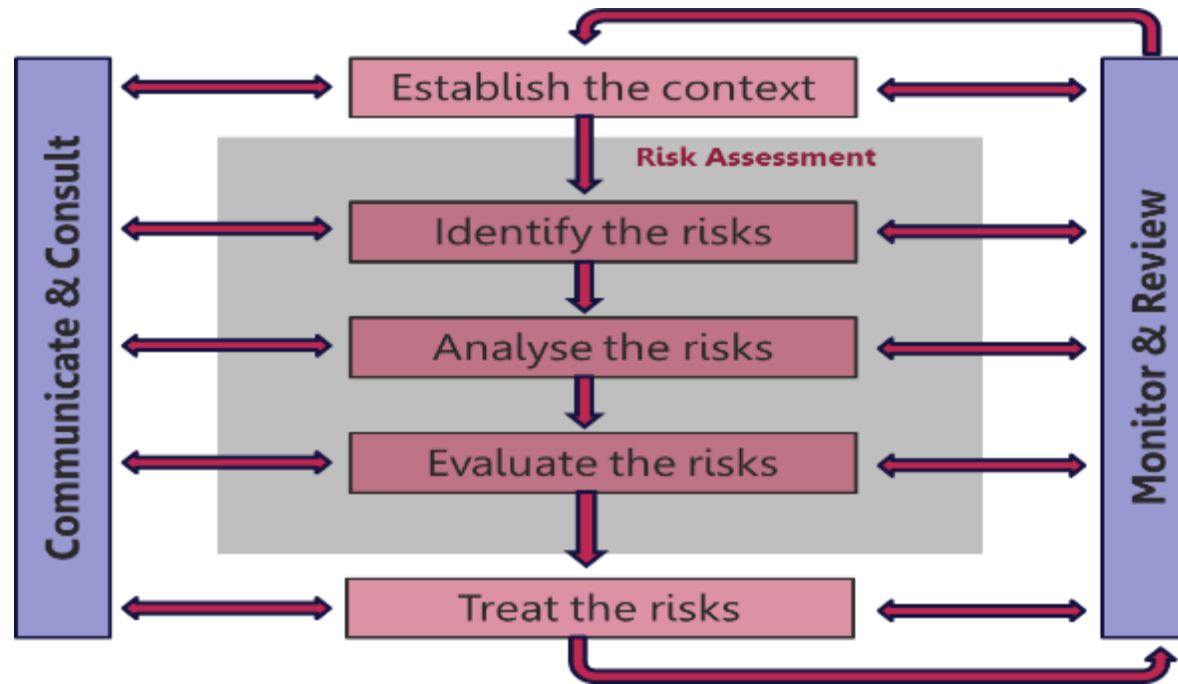 Communicate & Consult
Establish the context
Risk Assessment
Identify the risks
Analyse the risks
Evaluate the risks
Treat the risks
Monitor & Review